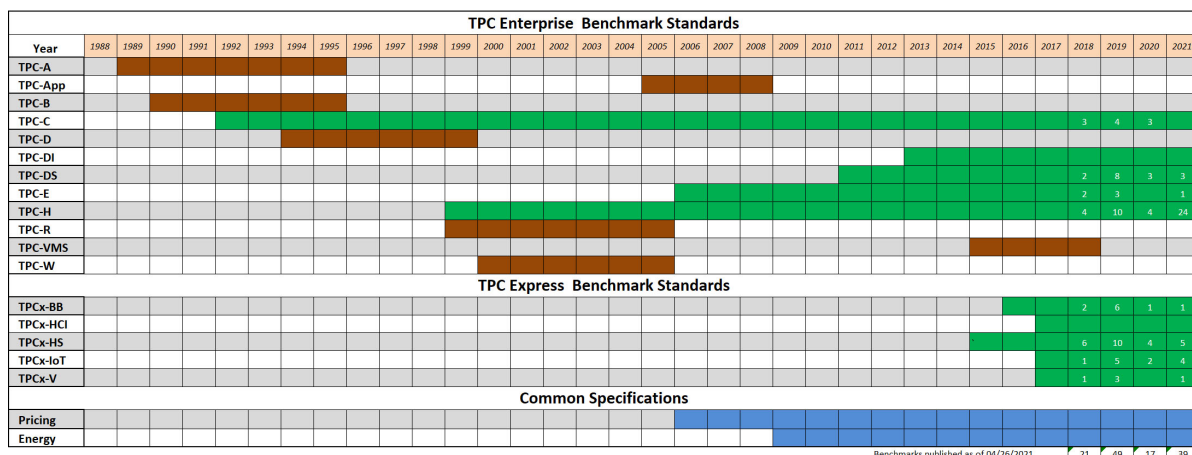 TPC Enterprise Benchmark Standards
Year 1988 1989 1990 1991 1992 1993 1994 1995 1996 1997 1998 1999 2000 2001 2002 2003 2004 2005 2006 2007 2008 2009 2010 2011 2012 2013 2014 2015 2016 2017 2018 2019 2020 2021
TPC-A
TPC-App
TPC-B
TPC-C 3 4 3
TPC-D
TPC-DI
TPC-DS 2 8 3 3
TPC-E 2 3 1
TPC-H 4 10 4 24
TPC-R
TPC-VMS
TPC-W
TPC Express Benchmark Standards
TPCx-BB 2 6 1 1
TPCx-HCI
TPCx-HS 6 10 4 5
TPCx-IoT 1 5 2 4
TPCx-V 1 3 1
Common Specifications
Pricing
Energy
Benchmarks published as of 04/26/2021 21 49 17 39